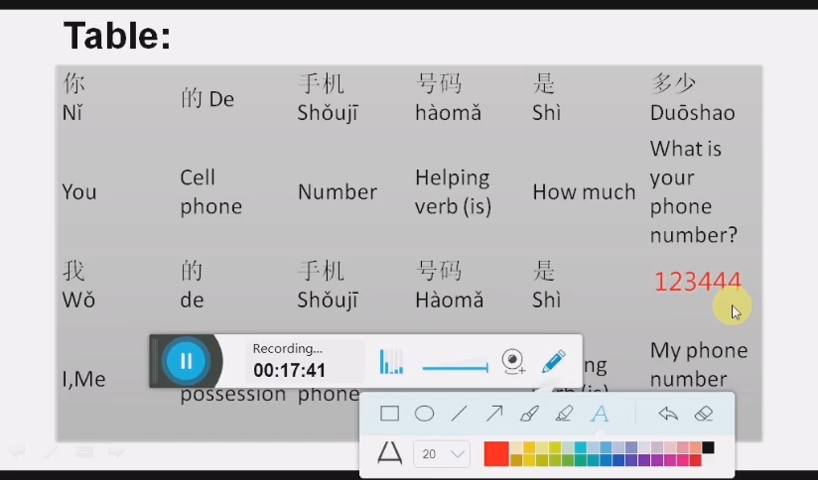 Table:
你 的 De 手机 号码 是 多少
Nǐ Shǒujī hàomǎ Shì Duōshao
You Cell phone Number Helping verb (is) How much What is your phone number?
我 的 手机 号码 是 123444
Wǒ de Shǒujī Hàomǎ Shì
I,Me possession phone My phone number
Recording...
00:17:41
A
20